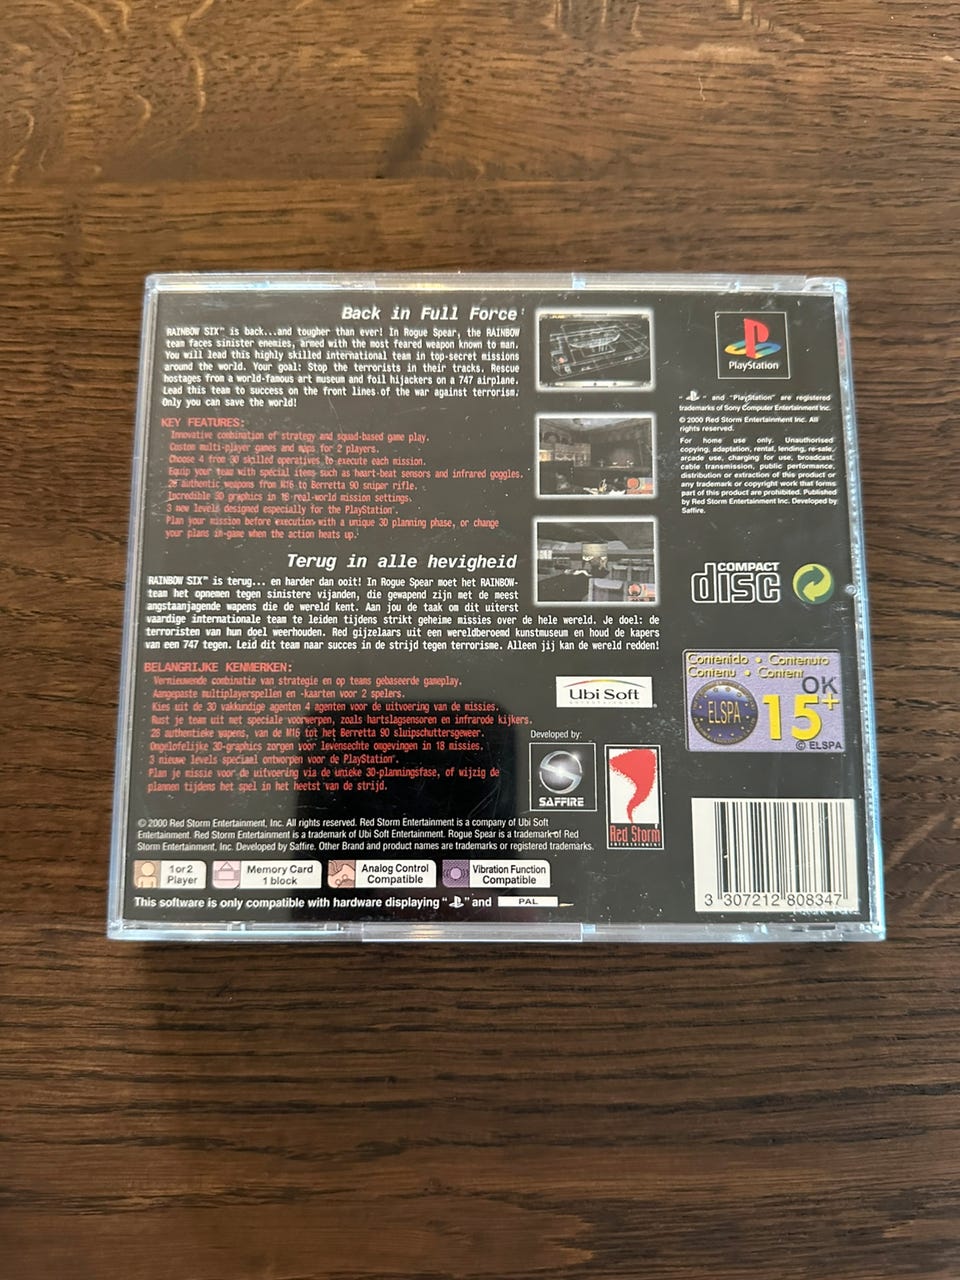 Back in Full Force
RAINBOW SIX™ is back...and tougher than ever! In Rogue Spear, the RAINBOW
team faces sinister enemies, armed with the most feared weapon known to man.
You will lead this highly skilled international team in top-secret missions
around the world. Your goal: Stop the terrorists in their tracks. Rescue
hostages from a world-famous art museum and foil hijackers on a 747 airplane.
Lead this team to success on the front lines of the war against terrorism.
Only you can save the world!
KEY FEATURES:
Innovative combination of strategy and squad-based game play.
Custom multi-player games and maps for 2 players.
Choose 4 from 30 skilled operatives to execute each mission.
Equip your team with special items such as heart-beat sensors and infrared goggles.
28 authentic weapons from M16 to Berretta 90 sniper rifle.
Incredible 3D graphics in 18 real-world mission settings.
3 new levels designed especially for the PlayStation.
Plan your mission before execution with a unique 3D planning phase, or change
your plans in-game when the action heats up.
Terug in alle hevigheid
RAINBOW SIX™ is terug... en harder dan ooit! In Rogue Spear moet het RAINBOW-
team het opnemen tegen sinistere vijanden, die gewapend zijn met de meest
angstaanjagende wapens die de wereld kent. Aan jou de taak om dit uiterst
vaardige internationale team te leiden tijdens strikt geheime missies over de hele wereld. Je doel: de
terroristen van hun doel weerhouden. Red gijzelaars uit een wereldberoemd kunstmuseum en houd de kapers
van een 747 tegen. Leid dit team naar succes in de strijd tegen terrorisme. Alleen jij kan de wereld redden!
BELANGRIJKE KENMERKEN:
Vernieuwende combinatie van strategie en op teams gebaseerde gameplay.
Aangepaste multiplayerspellen en -kaarten voor 2 spelers.
Kies uit de 30 vakkundige agenten 4 agenten voor de uitvoering van de missies.
Rust je team uit met speciale voorwerpen, zoals hartslagsensoren en infrarode kijkers.
28 authentieke wapens, van de M16 tot het Berretta 90 sluipschuttersgeweer.
Ongelofelijke 3D-graphics zorgen voor levensechte omgevingen in 18 missies.
3 nieuwe levels speciaal ontworpen voor de PlayStation.
Plan je missie voor de uitvoering via de unieke 3D-planningsfase, of wijzig de
plannen tijdens het spel in het heetst van de strijd.
© 2000 Red Storm Entertainment, Inc. All rights reserved. Red Storm Entertainment is a company of Ubi Soft
Entertainment. Red Storm Entertainment is a trademark of Ubi Soft Entertainment. Rogue Spear is a trademark of Red
Storm Entertainment, Inc. Developed by Saffire. Other Brand and product names are trademarks or registered trademarks.
1 or 2
Player
Memory Card
1 block
Analog Control
Compatible
Vibration Function
Compatible
This software is only compatible with hardware displaying " " and PAL
Ubi Soft
ENTERTAINMENT
Developed by:
SAFFIRE
Red Storm
ENTERTAINMENT
PlayStation
" " and "PlayStation" are registered
trademarks of Sony Computer Entertainment Inc.
© 2000 Red Storm Entertainment Inc. All
rights reserved.
For home use only. Unauthorised
copying, adaptation, rental, lending, re-sale,
arcade use, charging for use, broadcast,
cable transmission, public performance,
distribution or extraction of this product or
any trademark or copyright work that forms
part of this product are prohibited. Published
by Red Storm Entertainment Inc. Developed by
Saffire.
COMPACT
disc
Contenido • Contenuto
Contenu • Content
OK
ELSPA
15+
© ELSPA
3 307212 808347